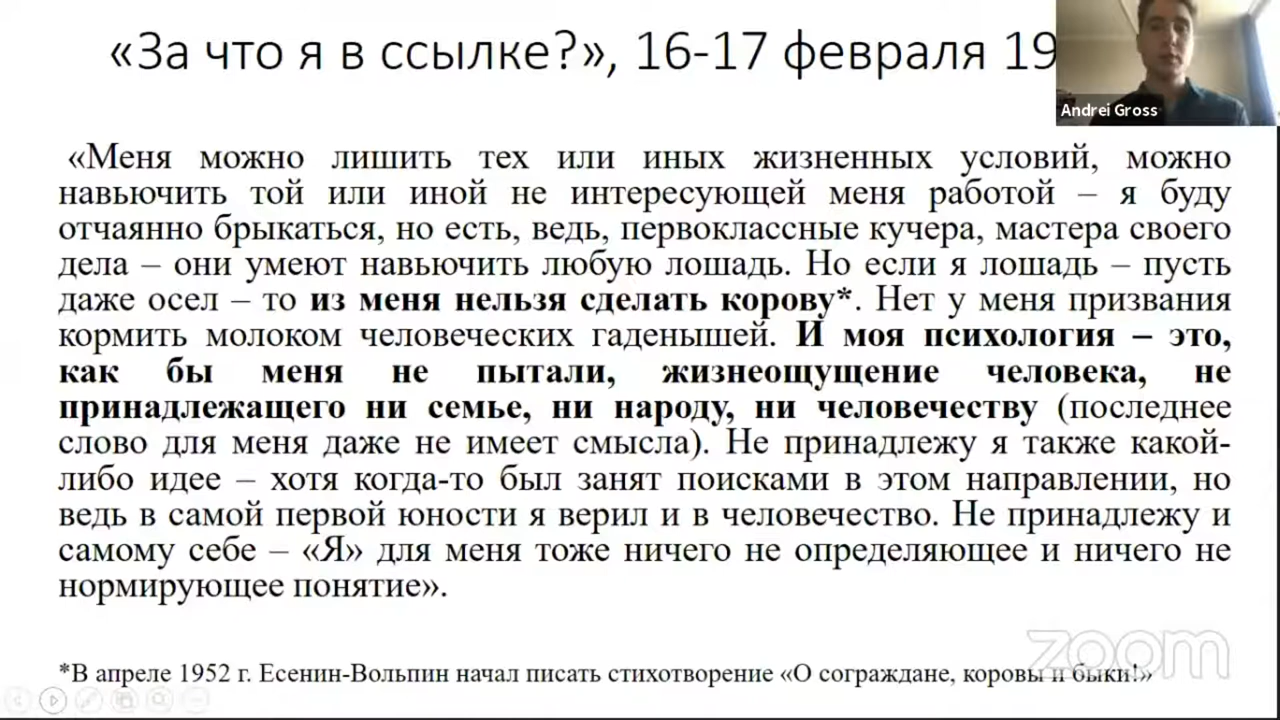 «За что я в ссылке?», 16-17 февраля 19
Andrei Gross
«Меня можно лишить тех или иных жизненных условий, можно
навьючить той или иной не интересующей меня работой – я буду
отчаянно брыкаться, но есть, ведь, первоклассные кучера, мастера своего
дела – они умеют навьючить любую лошадь. Но если я лошадь – пусть
даже осел – то из меня нельзя сделать корову*. Нет у меня призвания
кормить молоком человеческих гаденышей. И моя психология – это,
как бы меня не пытали, жизнеощущение человека, не
принадлежащего ни семье, ни народу, ни человечеству (последнее
слово для меня даже не имеет смысла). Не принадлежу я также какой-
либо идее – хотя когда-то был занят поисками в этом направлении, но
ведь в самой первой юности я верил и в человечество. Не принадлежу и
самому себе – «Я» для меня тоже ничего не определяющее и ничего не
нормирующее понятие».
zoom
*В апреле 1952 г. Есенин-Вольпин начал писать стихотворение «О сограждане, коровы и быки!»